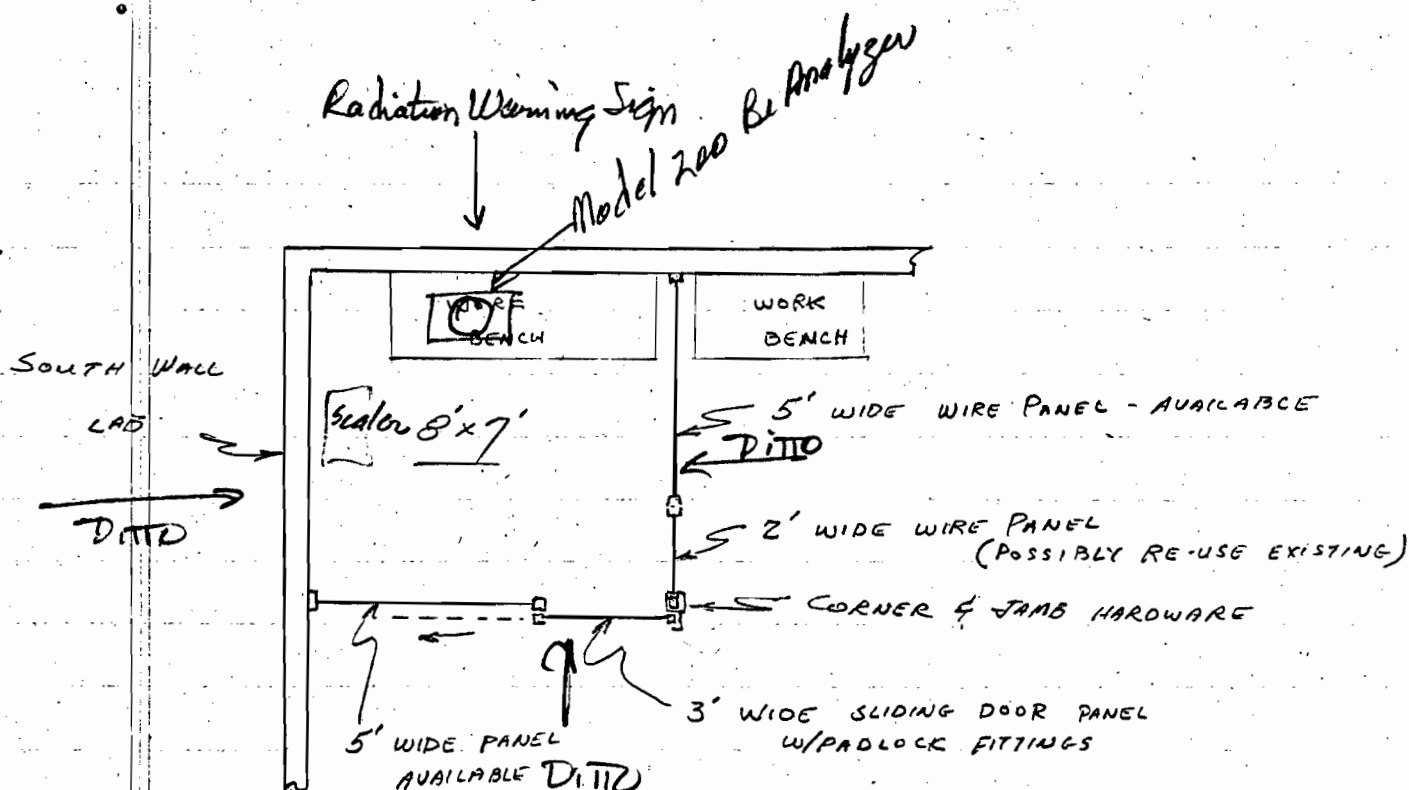 Radiation Warning Sign
Model 200 Be Analyzer
WORK
BENCH
WORK
BENCH
SOUTH WALL
LAB
Scaler 8' x 7'
5' WIDE WIRE PANEL - AVAILABLE
DITTO
DITTO
2' WIDE WIRE PANEL
(POSSIBLY RE-USE EXISTING)
CORNER & JAMB HARDWARE
3' WIDE SLIDING DOOR PANEL
W/PADLOCK FITTINGS
5' WIDE PANEL
AVAILABLE DITTO